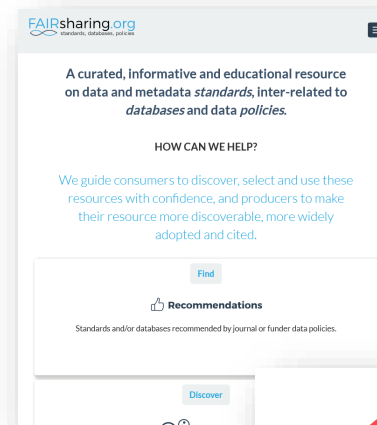 FAIRsharing.org
standards, databases, policies
A curated, informative and educational resource
on data and metadata standards, inter-related to
databases and data policies.
HOW CAN WE HELP?
We guide consumers to discover, select and use these
resources with confidence, and producers to make
their resource more discoverable, more widely
adopted and cited.
Find
Recommendations
Standards and/or databases recommended by journal or funder data policies.
Discover